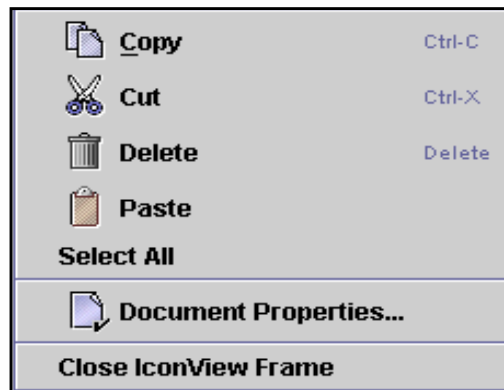 Copy Ctrl-C
Cut Ctrl-X
Delete Delete
Paste
Select All
Document Properties...
Close IconView Frame